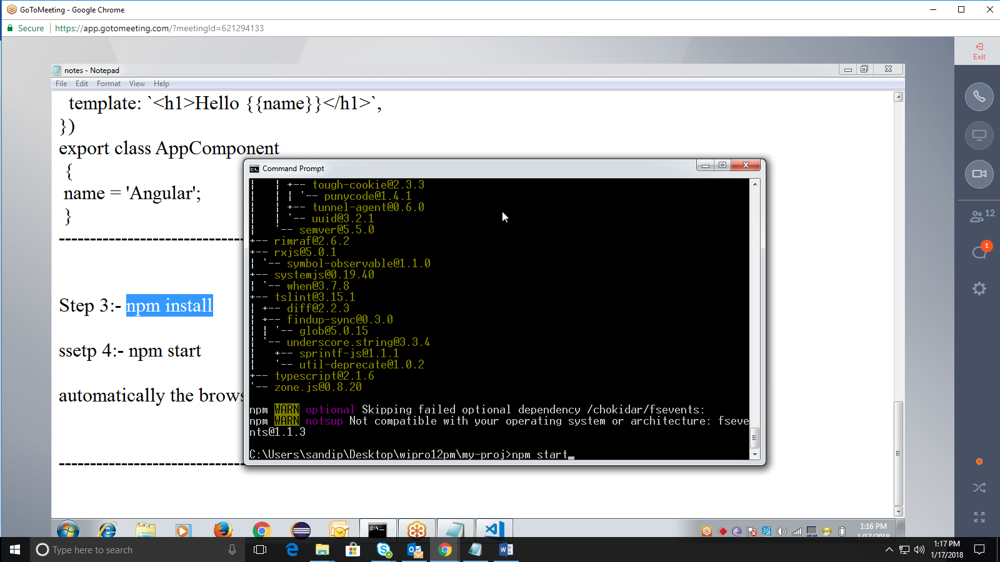 GoToMeeting - Google Chrome
Secure | https://app.gotomeeting.com/?meetingId=621294133
Exit
notes - Notepad
File Edit Format View Help
template: `<h1>Hello {{name}}</h1>`,
})
export class AppComponent
{
name = 'Angular';
}
--------------------------------
Step 3:- npm install
ssetp 4:- npm start
automatically the brows
--------------------------------
Command Prompt
| | +-- tough-cookie@2.3.3
| | | `-- punycode@1.4.1
| | +-- tunnel-agent@0.6.0
| | `-- uuid@3.2.1
| `-- semver@5.5.0
+-- rimraf@2.6.2
+-- rxjs@5.0.1
| `-- symbol-observable@1.1.0
+-- systemjs@0.19.40
| `-- when@3.7.8
+-- tslint@3.15.1
| +-- diff@2.2.3
| +-- findup-sync@0.3.0
| | `-- glob@5.0.15
| `-- underscore.string@3.3.4
|   +-- sprintf-js@1.1.1
|   `-- util-deprecate@1.0.2
+-- typescript@2.1.6
`-- zone.js@0.8.20
npm WARN optional Skipping failed optional dependency /chokidar/fsevents:
npm WARN notsup Not compatible with your operating system or architecture: fseve
nts@1.1.3
C:\Users\sandip\Desktop\wipro12pm\my-proj>npm start_
12
1
1:16 PM
1/17/2018
Type here to search
1:17 PM
1/17/2018